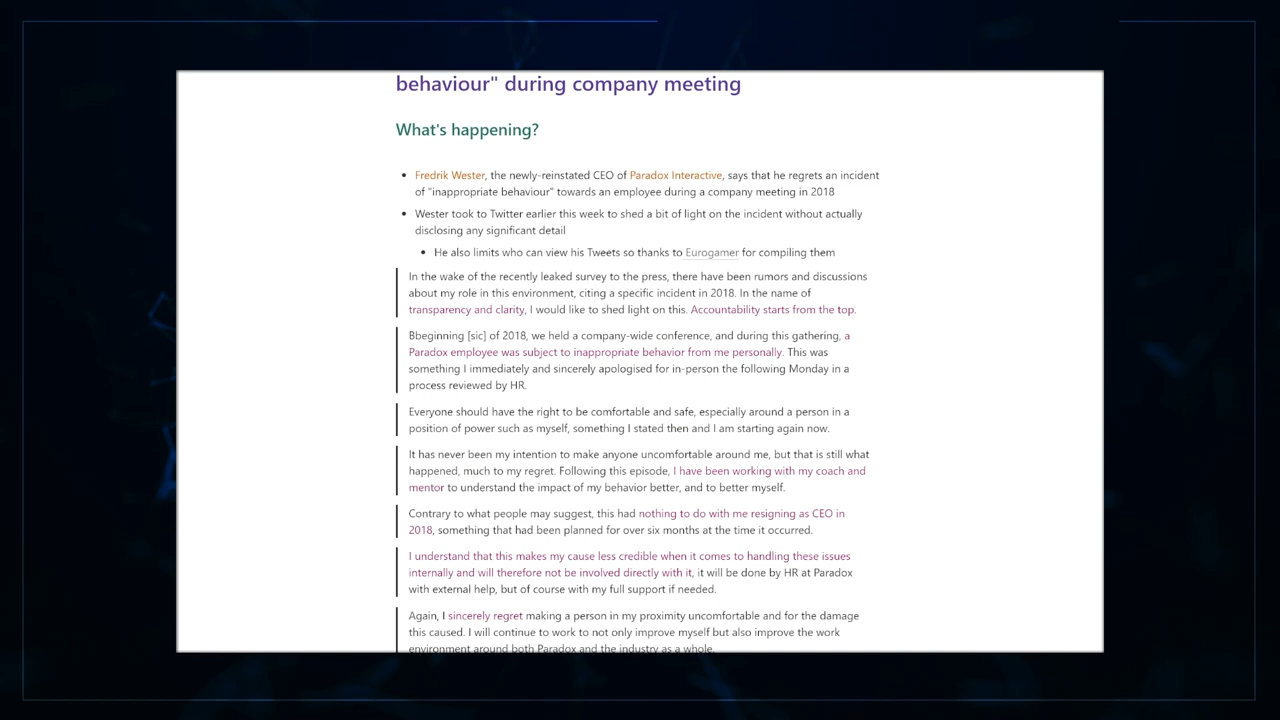 behaviour" during company meeting
What's happening?
Fredrik Wester, the newly-reinstated CEO of Paradox Interactive, says that he regrets an incident
of "inappropriate behaviour" towards an employee during a company meeting in 2018
Wester took to Twitter earlier this week to shed a bit of light on the incident without actually
disclosing any significant detail
He also limits who can view his Tweets so thanks to Eurogamer for compiling them
In the wake of the recently leaked survey to the press, there have been rumors and discussions
about my role in this environment, citing a specific incident in 2018. In the name of
transparency and clarity, I would like to shed light on this. Accountability starts from the top.
Bbeginning [sic] of 2018, we held a company-wide conference, and during this gathering, a
Paradox employee was subject to inappropriate behavior from me personally. This was
something I immediately and sincerely apologised for in-person the following Monday in a
process reviewed by HR.
Everyone should have the right to be comfortable and safe, especially around a person in a
position of power such as myself, something I stated then and I am starting again now.
It has never been my intention to make anyone uncomfortable around me, but that is still what
happened, much to my regret. Following this episode, I have been working with my coach and
mentor to understand the impact of my behavior better, and to better myself.
Contrary to what people may suggest, this had nothing to do with me resigning as CEO in
2018, something that had been planned for over six months at the time it occurred.
I understand that this makes my cause less credible when it comes to handling these issues
internally and will therefore not be involved directly with it, it will be done by HR at Paradox
with external help, but of course with my full support if needed.
Again, I sincerely regret making a person in my proximity uncomfortable and for the damage
this caused. I will continue to work to not only improve myself but also improve the work
environment around both Paradox and the industry as a whole.